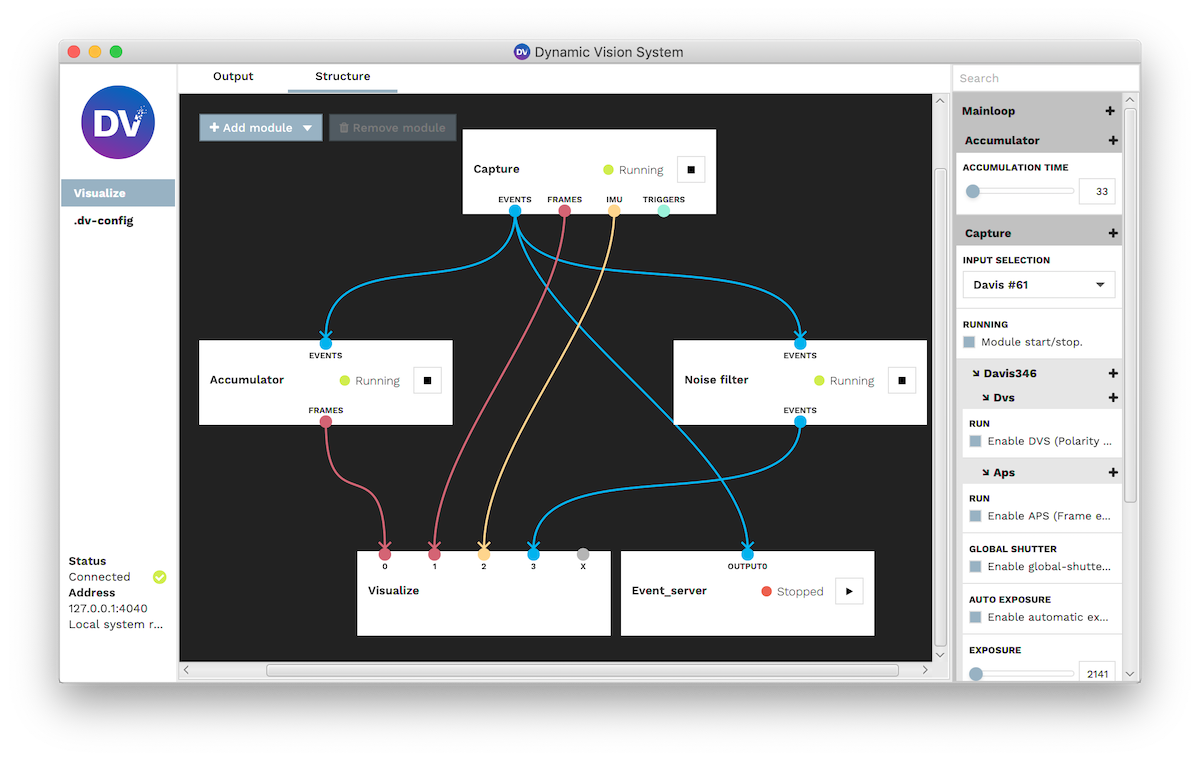 DV Dynamic Vision System
DV
Visualize
.dv-config
Status
Connected
Address
127.0.0.1:4040
Local system r...
Output Structure
Add module
Remove module
Capture
Running
EVENTS FRAMES IMU TRIGGERS
EVENTS
Accumulator
Running
FRAMES
EVENTS
Noise filter
Running
EVENTS
0 1 2 3 X
Visualize
OUTPUT0
Event_server
Stopped
Search
Mainloop +
Accumulator +
ACCUMULATION TIME
33
Capture +
INPUT SELECTION
Davis #61
RUNNING
Module start/stop.
Davis346 +
Dvs +
RUN
Enable DVS (Polarity ...
Aps +
RUN
Enable APS (Frame e...
GLOBAL SHUTTER
Enable global-shutte...
AUTO EXPOSURE
Enable automatic ex...
EXPOSURE
2141